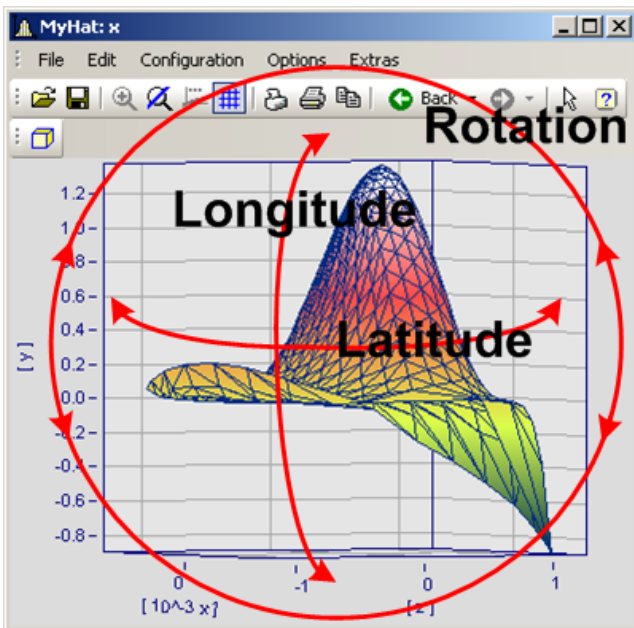 MyHat: x
File Edit Configuration Options Extras
Back
Rotation
Longitude
Latitude
1.2
1.0
0.8
0.6
0.4
0.2
0.0
-0.2
-0.4
-0.6
-0.8
[ y ]
0 -1 0 1
[ 10^-3 x ] [ z ]